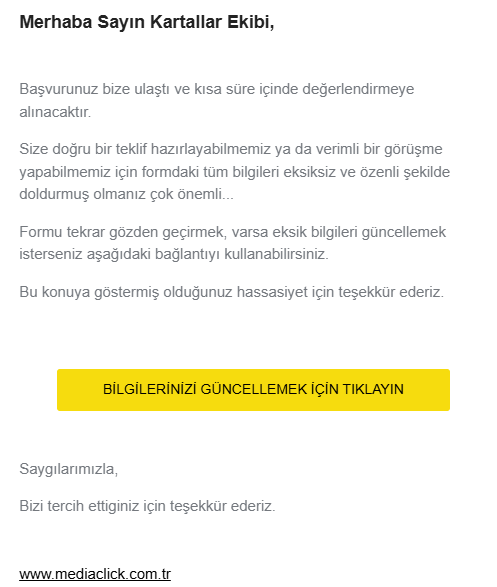 Merhaba Sayın Kartallar Ekibi,
Başvurunuz bize ulaştı ve kısa süre içinde değerlendirmeye
alınacaktır.
Size doğru bir teklif hazırlayabilmemiz ya da verimli bir görüşme
yapabilmemiz için formdaki tüm bilgileri eksiksiz ve özenli şekilde
doldurmuş olmanız çok önemli...
Formu tekrar gözden geçirmek, varsa eksik bilgileri güncellemek
isterseniz aşağıdaki bağlantıyı kullanabilirsiniz.
Bu konuya göstermiş olduğunuz hassasiyet için teşekkür ederiz.
BİLGİLERİNİZİ GÜNCELLEMEK İÇİN TIKLAYIN
Saygılarımızla,
Bizi tercih ettiginiz için teşekkür ederiz.
www.mediaclick.com.tr